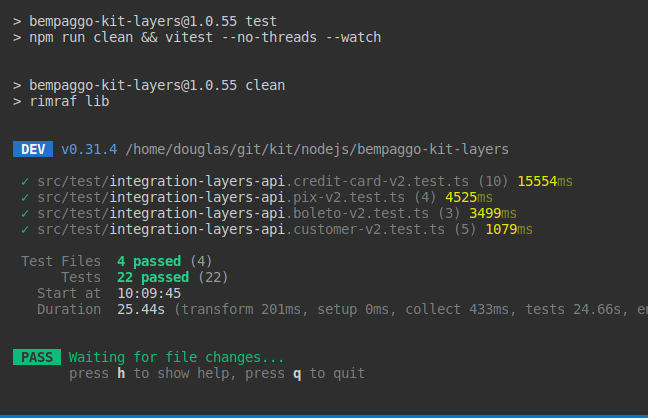 > bempaggo-kit-layers@1.0.55 test
> npm run clean && vitest --no-threads --watch
> bempaggo-kit-layers@1.0.55 clean
> rimraf lib
DEV v0.31.4 /home/douglas/git/kit/nodejs/bempaggo-kit-layers
✓ src/test/integration-layers-api.credit-card-v2.test.ts (10) 15554ms
✓ src/test/integration-layers-api.pix-v2.test.ts (4) 4525ms
✓ src/test/integration-layers-api.boleto-v2.test.ts (3) 3499ms
✓ src/test/integration-layers-api.customer-v2.test.ts (5) 1079ms
Test Files 4 passed (4)
Tests 22 passed (22)
Start at 10:09:45
Duration 25.44s (transform 201ms, setup 0ms, collect 433ms, tests 24.66s,
PASS Waiting for file changes...
press h to show help, press q to quit